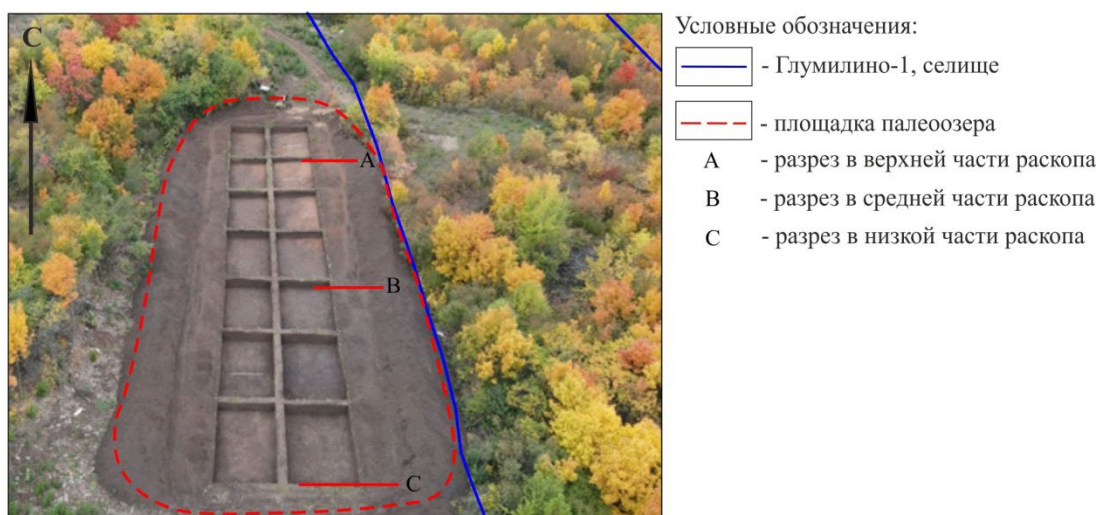 С
A
B
C
Условные обозначения:
- Глумилино-1, селище
- площадка палеоозера
A - разрез в верхней части раскопа
B - разрез в средней части раскопа
C - разрез в низкой части раскопа